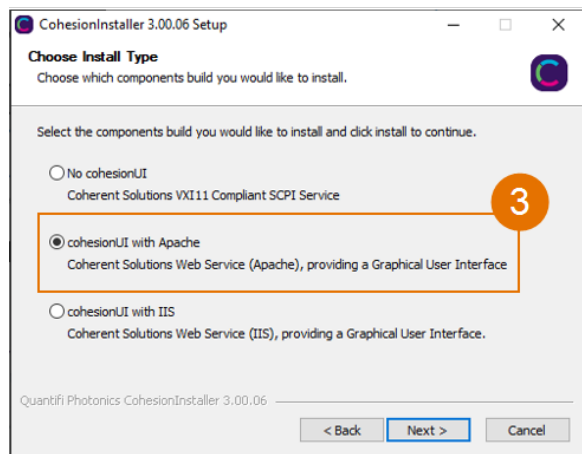 CohesionInstaller 3.00.06 Setup
Choose Install Type
Choose which components build you would like to install.
Select the components build you would like to install and click install to continue.
No cohesionUI
Coherent Solutions VXI11 Compliant SCPI Service
3
cohesionUI with Apache
Coherent Solutions Web Service (Apache), providing a Graphical User Interface
cohesionUI with IIS
Coherent Solutions Web Service (IIS), providing a Graphical User Interface.
Quantifi Photonics CohesionInstaller 3.00.06
< Back Next > Cancel